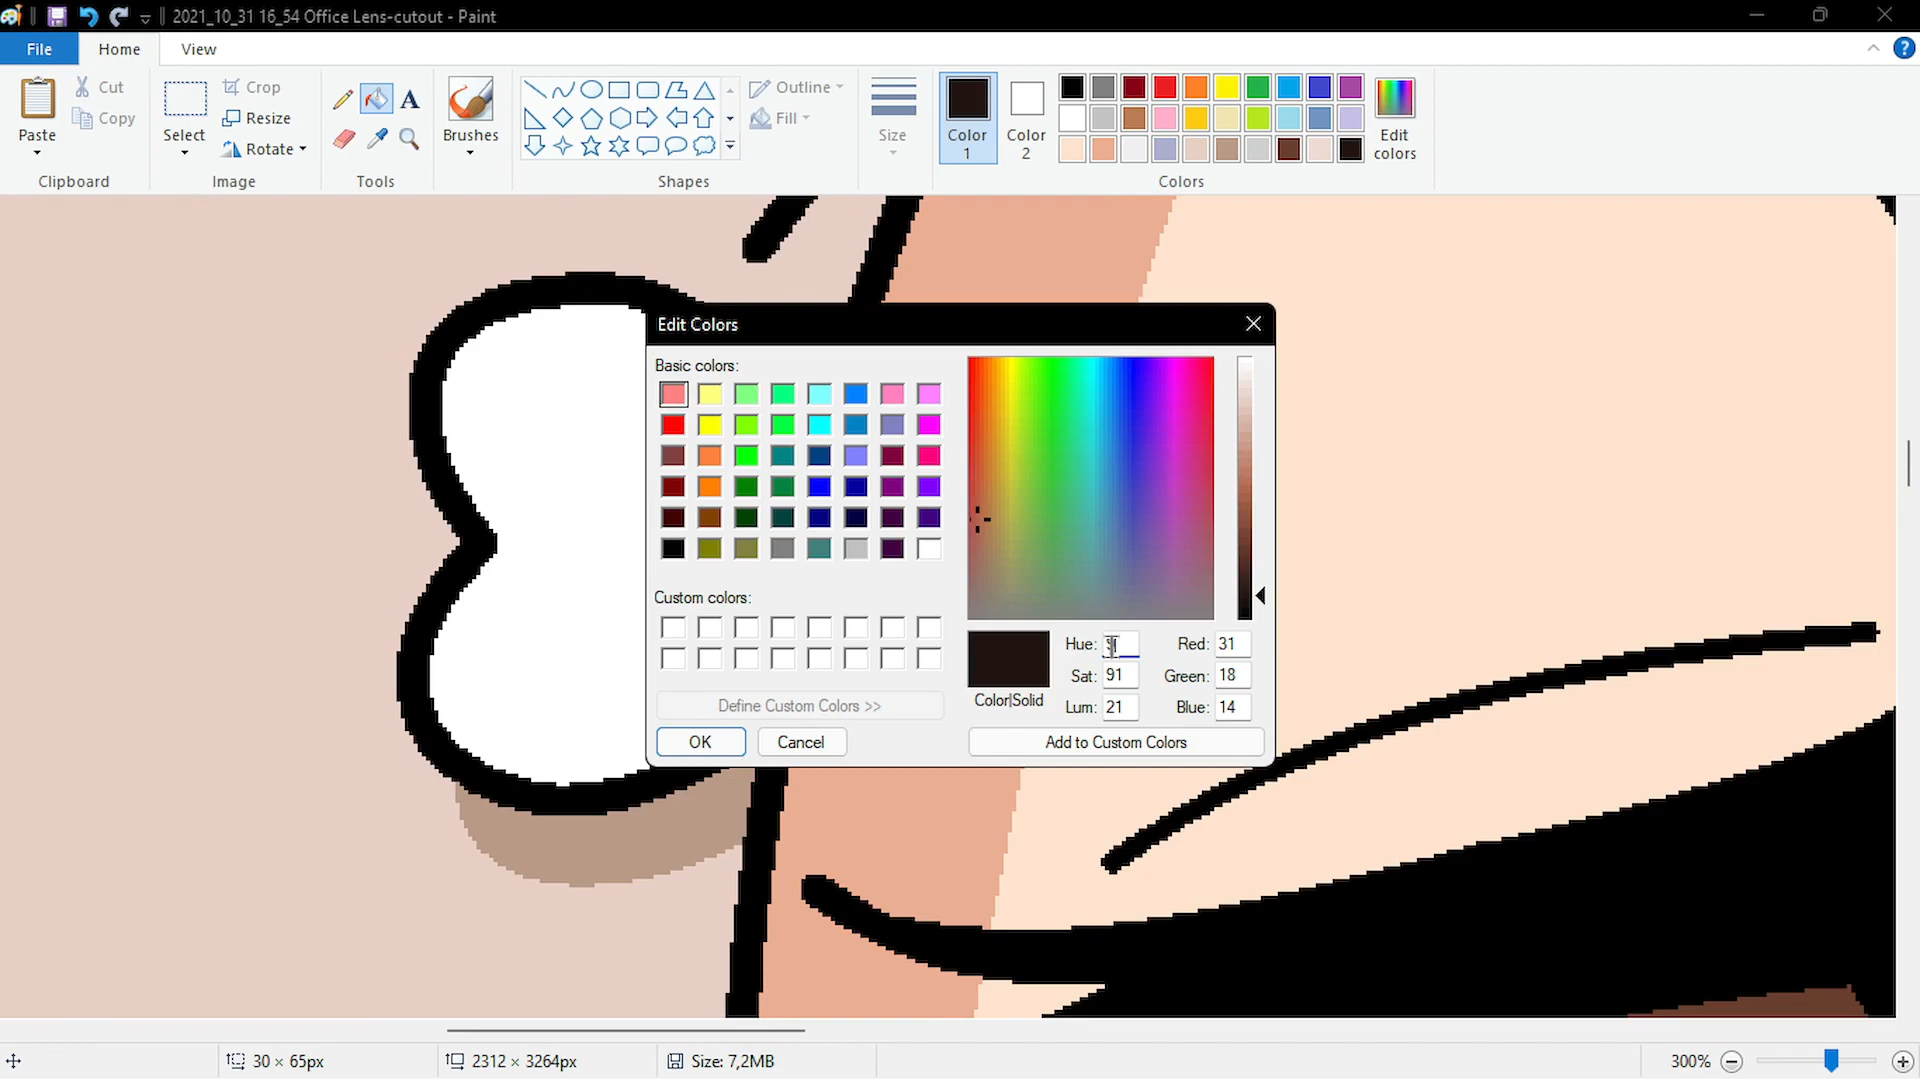 2021_10_31 16_54 Office Lens-cutout - Paint
File
Home
View
Paste
Cut
Copy
Clipboard
Select
Crop
Resize
Rotate
Image
A
Tools
Brushes
Shapes
Outline
Fill
Size
Color 1
Color 2
Edit colors
Colors
Edit Colors
Basic colors:
Custom colors:
Define Custom Colors >>
OK
Cancel
Color|Solid
Hue:
Sat: 91
Lum: 21
Red: 31
Green: 18
Blue: 14
Add to Custom Colors
30 × 65px
2312 × 3264px
Size: 7,2MB
300%